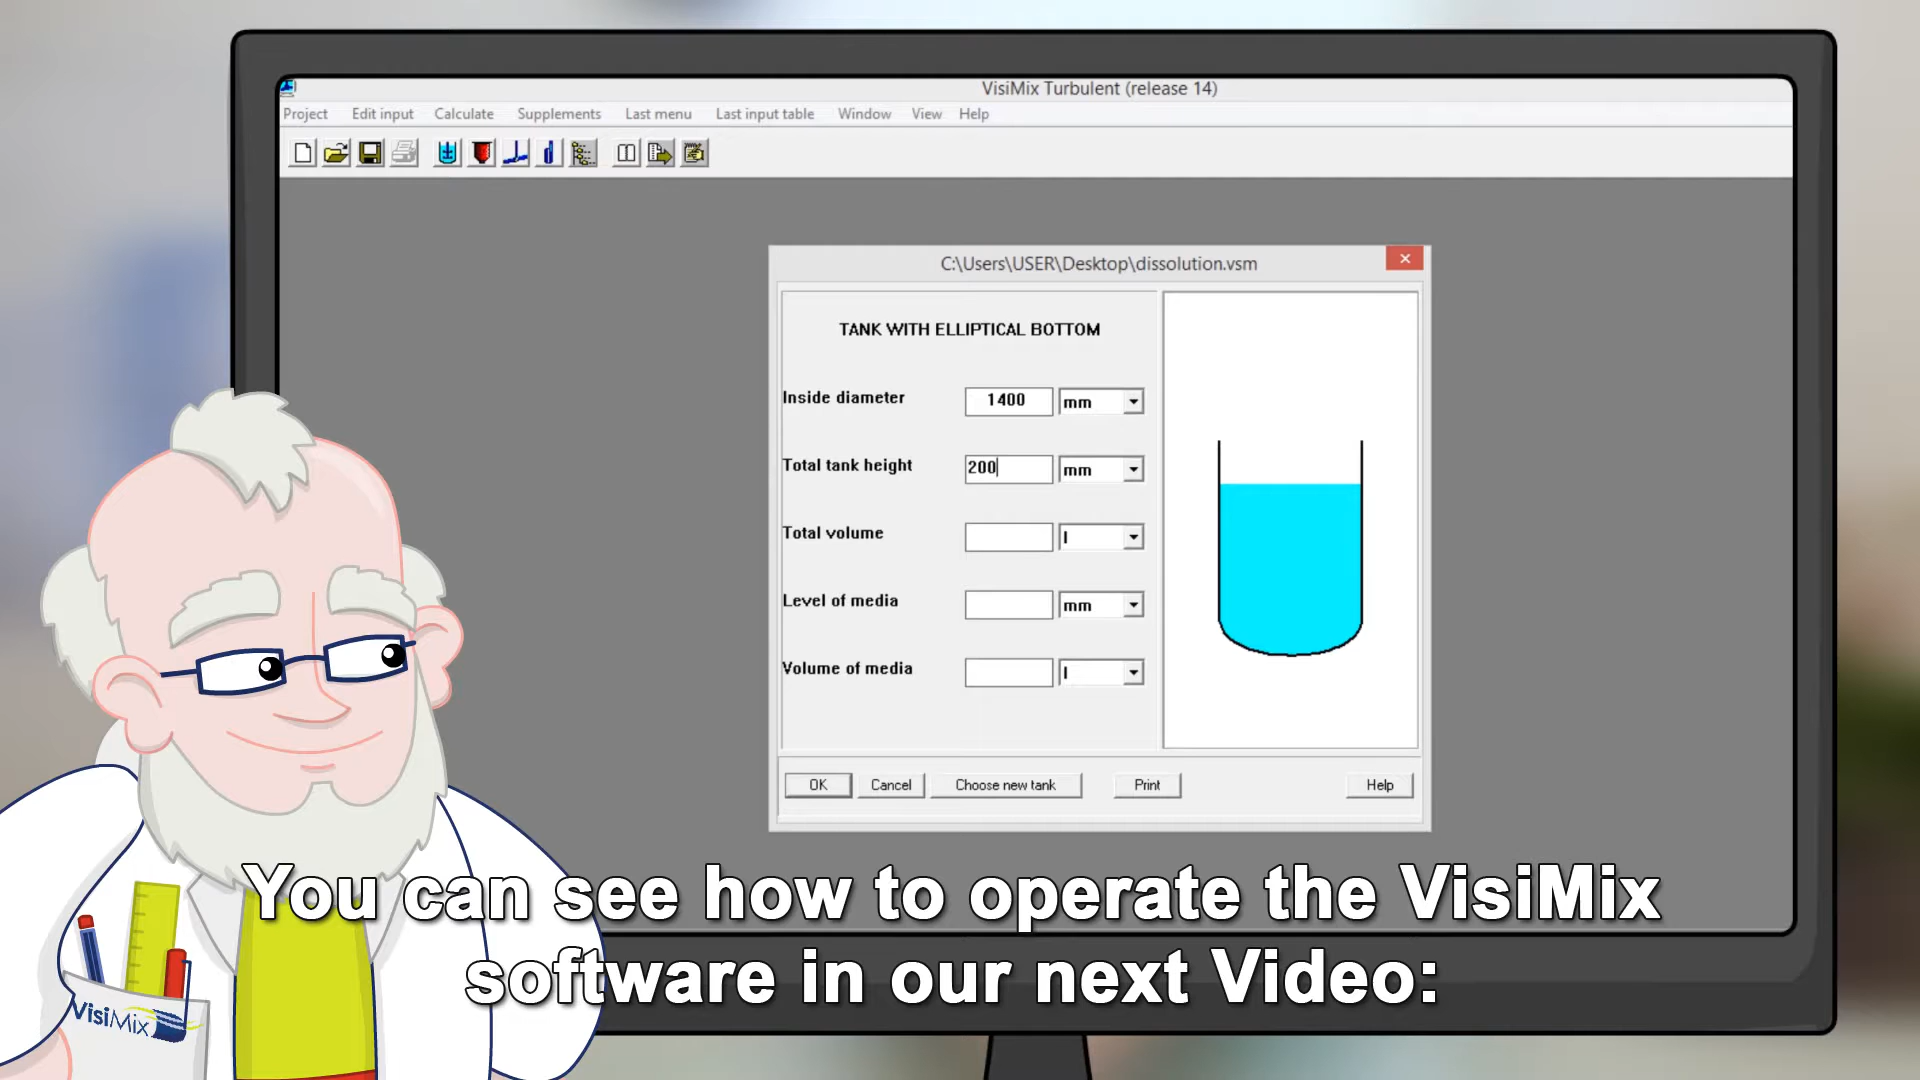 VisiMix Turbulent (release 14)
Project Edit input Calculate Supplements Last menu Last input table Window View Help
C:\Users\USER\Desktop\dissolution.vsm
TANK WITH ELLIPTICAL BOTTOM
Inside diameter 1400 mm
Total tank height 200 mm
Total volume l
Level of media mm
Volume of media l
OK Cancel Choose new tank Print Help
You can see how to operate the VisiMix
software in our next Video:
VisiMix